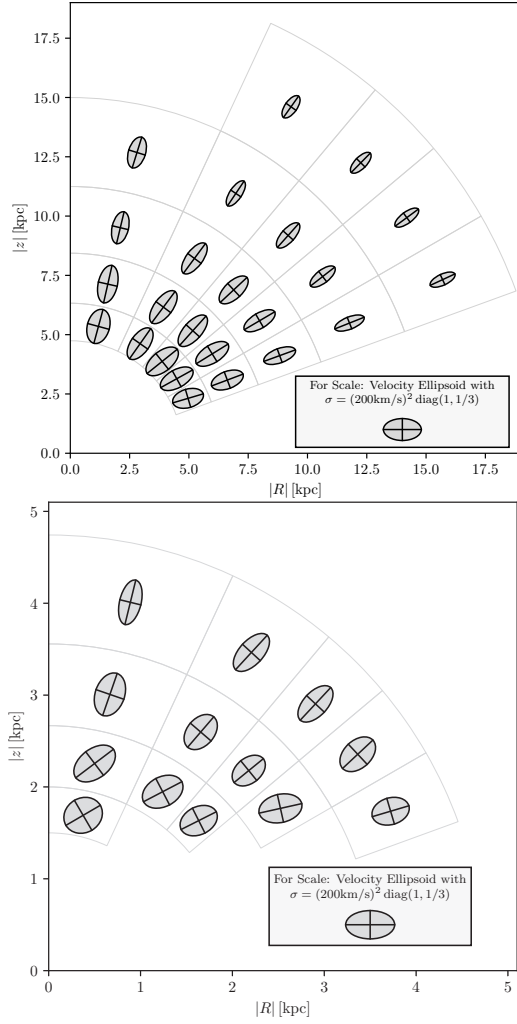 17.5
15.0
12.5
10.0
7.5
5.0
2.5
0.0
|z| [kpc]
For Scale: Velocity Ellipsoid with
σ = (200km/s)² diag(1, 1/3)
0.0 2.5 5.0 7.5 10.0 12.5 15.0 17.5
|R| [kpc]
5
4
3
2
1
0
|z| [kpc]
For Scale: Velocity Ellipsoid with
σ = (200km/s)² diag(1, 1/3)
0 1 2 3 4 5
|R| [kpc]